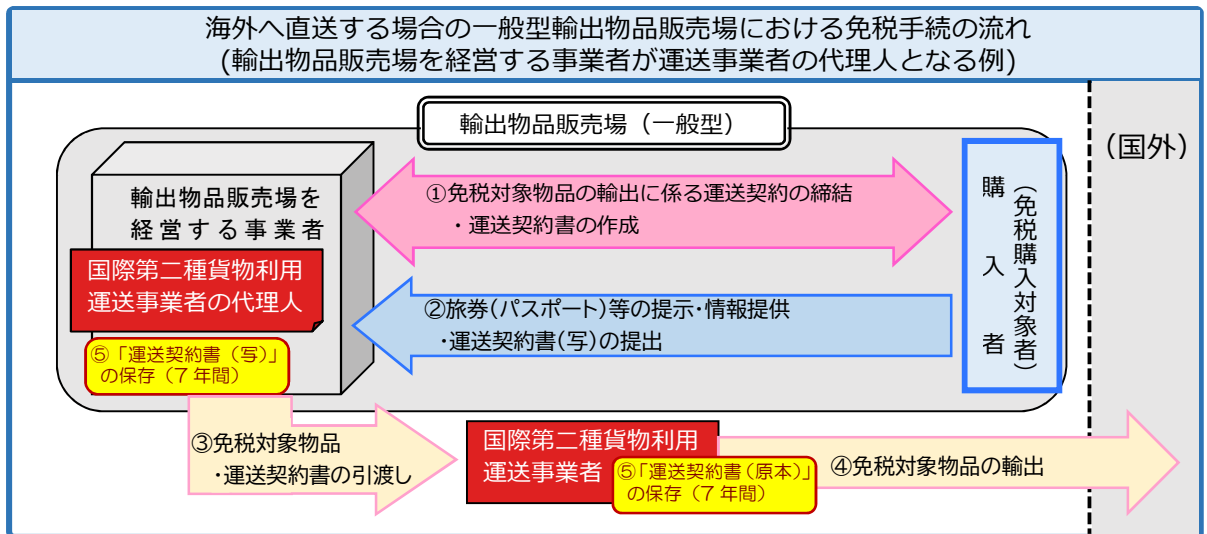 海外へ直送する場合の一般型輸出物品販売場における免税手続の流れ
(輸出物品販売場を経営する事業者が運送事業者の代理人となる例)
輸出物品販売場（一般型）
（国外）
輸出物品販売場を
経営する事業者
国際第二種貨物利用
運送事業者の代理人
⑤「運送契約書（写）」
の保存（7年間）
①免税対象物品の輸出に係る運送契約の締結
・運送契約書の作成
②旅券（パスポート）等の提示・情報提供
・運送契約書（写）の提出
購入者
（免税購入対象者）
③免税対象物品
・運送契約書の引渡し
国際第二種貨物利用
運送事業者
⑤「運送契約書（原本）」
の保存（7年間）
④免税対象物品の輸出